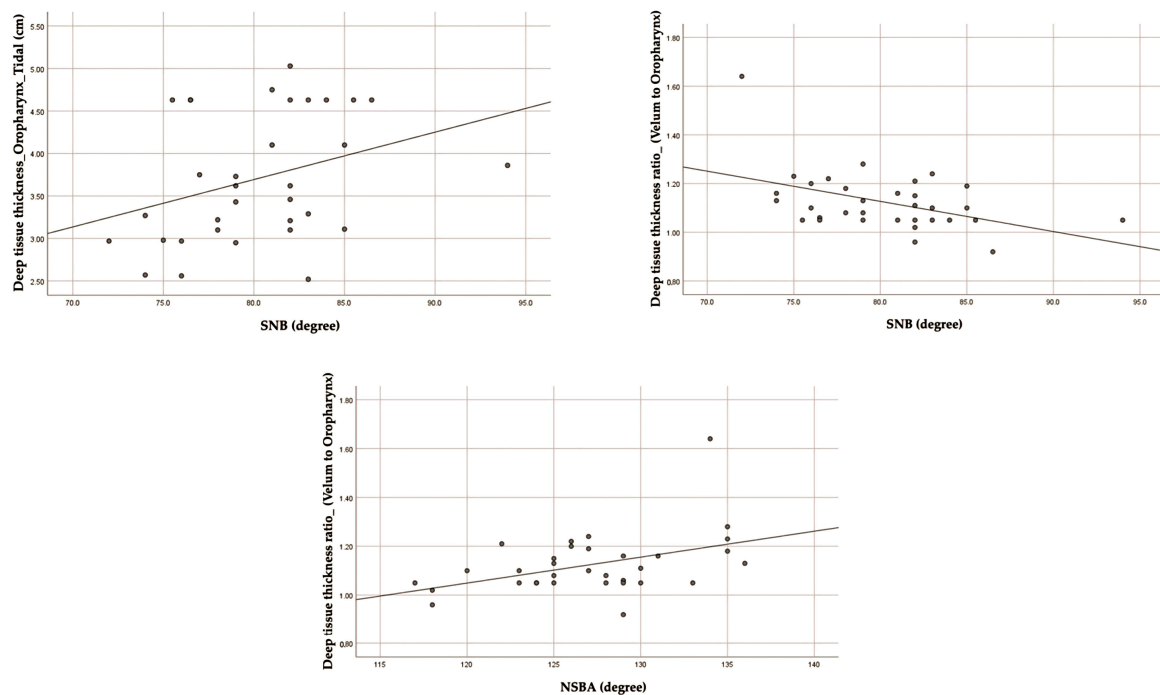 Deep tissue thickness_Oropharynx_Tidal (cm)
5.50
5.00
4.50
4.00
3.50
3.00
2.50
70.0 75.0 80.0 85.0 90.0 95.0
SNB (degree)
Deep tissue thickness ratio_ (Velum to Oropharynx)
1.80
1.60
1.40
1.20
1.00
0.80
70.0 75.0 80.0 85.0 90.0 95.0
SNB (degree)
Deep tissue thickness ratio_ (Velum to Oropharynx)
1.80
1.60
1.40
1.20
1.00
0.80
115 120 125 130 135 140
NSBA (degree)